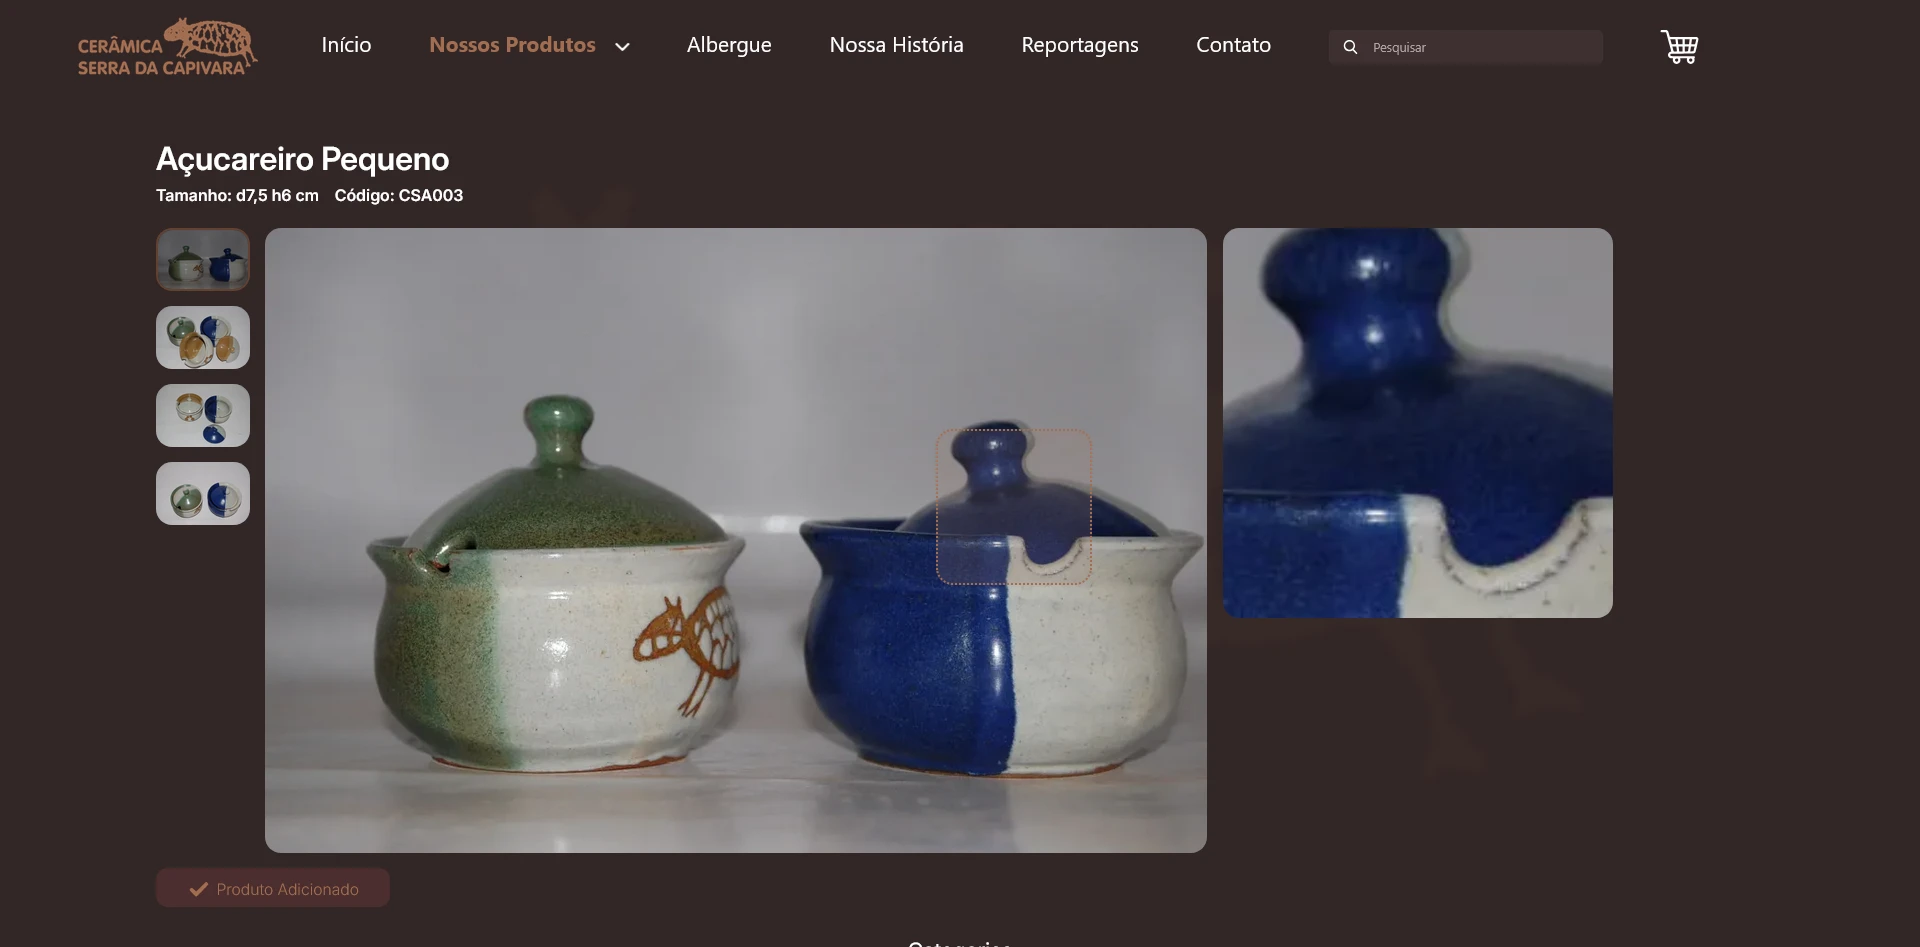 CERÂMICA
SERRA DA CAPIVARA
Início
Nossos Produtos
Albergue
Nossa História
Reportagens
Contato
Pesquisar
Açucareiro Pequeno
Tamanho: d7,5 h6 cm Código: CSA003
Produto Adicionado